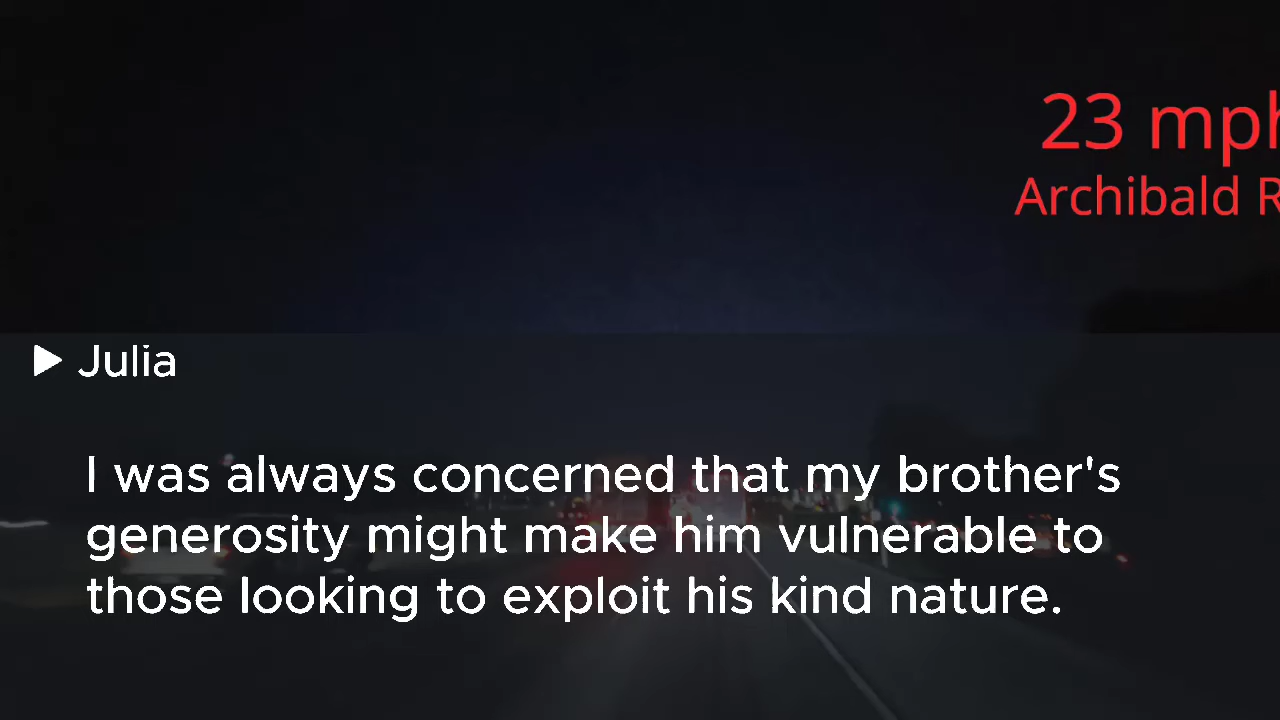 23 mph
Archibald R
Julia
I was always concerned that my brother's
generosity might make him vulnerable to
those looking to exploit his kind nature.